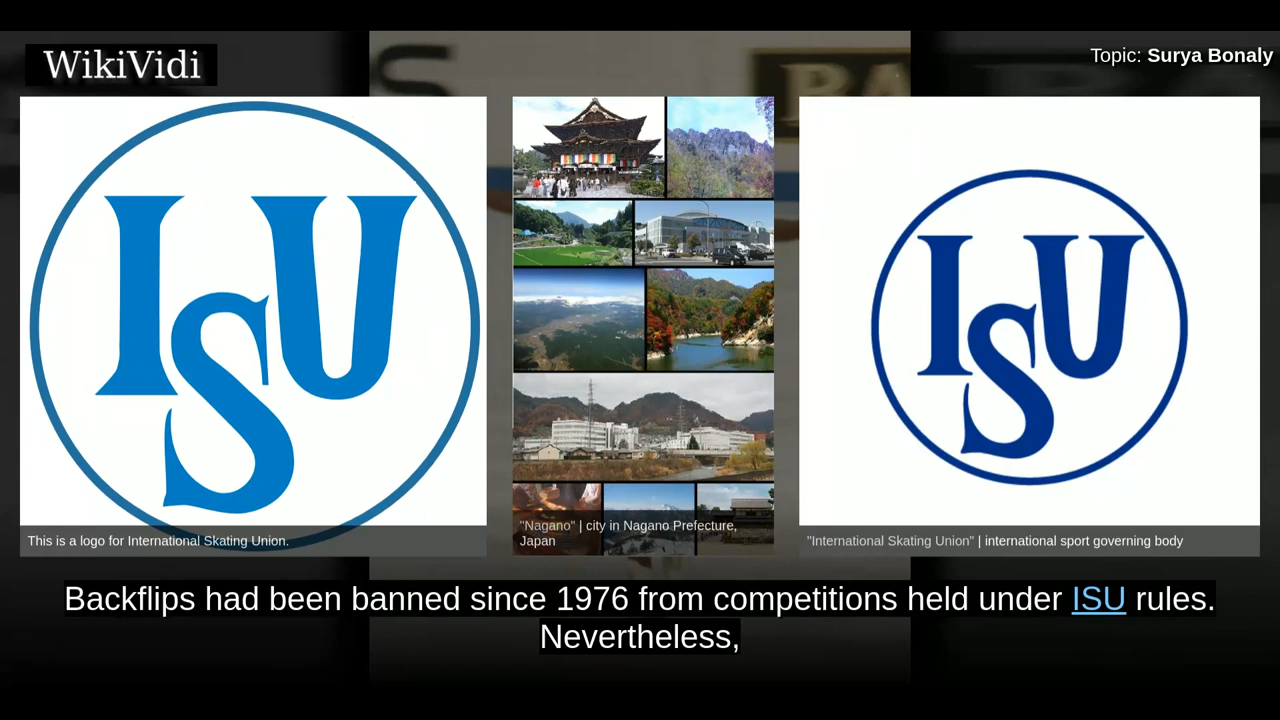 WikiVidi
Topic: Surya Bonaly
ISU
ISU
This is a logo for International Skating Union.
"Nagano" | city in Nagano Prefecture,
Japan
"International Skating Union" | international sport governing body
Backflips had been banned since 1976 from competitions held under ISU rules.
Nevertheless,